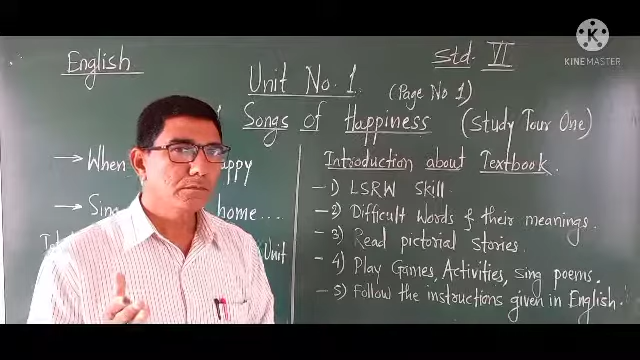 English
Std. VI
Unit No. 1
(Page No 1)
Songs of Happiness (Study Tour One)
→ When
ppy
→ Sin
home...
Unit
Introduction about Textbook.
– 1) LSRW Skill.
– 2) Difficult Words & their meanings.
– 3) Read pictorial stories.
– 4) Play Games, Activities, sing poems.
– 5) Follow the instructions given in English.
K
KINEMASTER